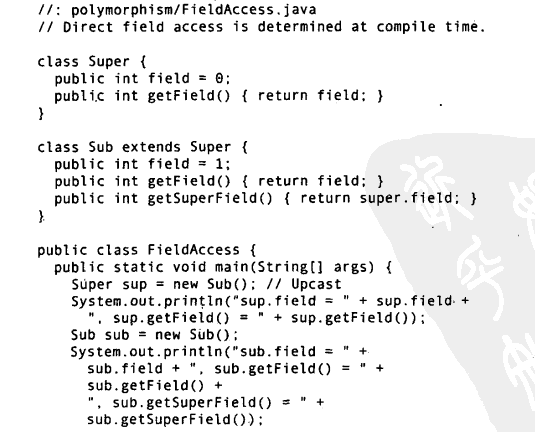 //: polymorphism/FieldAccess.java
// Direct field access is determined at compile time.
class Super {
public int field = 0;
public int getField() { return field; }
}
class Sub extends Super {
public int field = 1;
public int getField() { return field; }
public int getSuperField() { return super.field; }
}
public class FieldAccess {
public static void main(String[] args) {
Super sup = new Sub(); // Upcast
System.out.println("sup.field = " + sup.field +
", sup.getField() = " + sup.getField());
Sub sub = new Sub();
System.out.println("sub.field = " +
sub.field + ", sub.getField() = " +
sub.getField() +
", sub.getSuperField() = " +
sub.getSuperField());